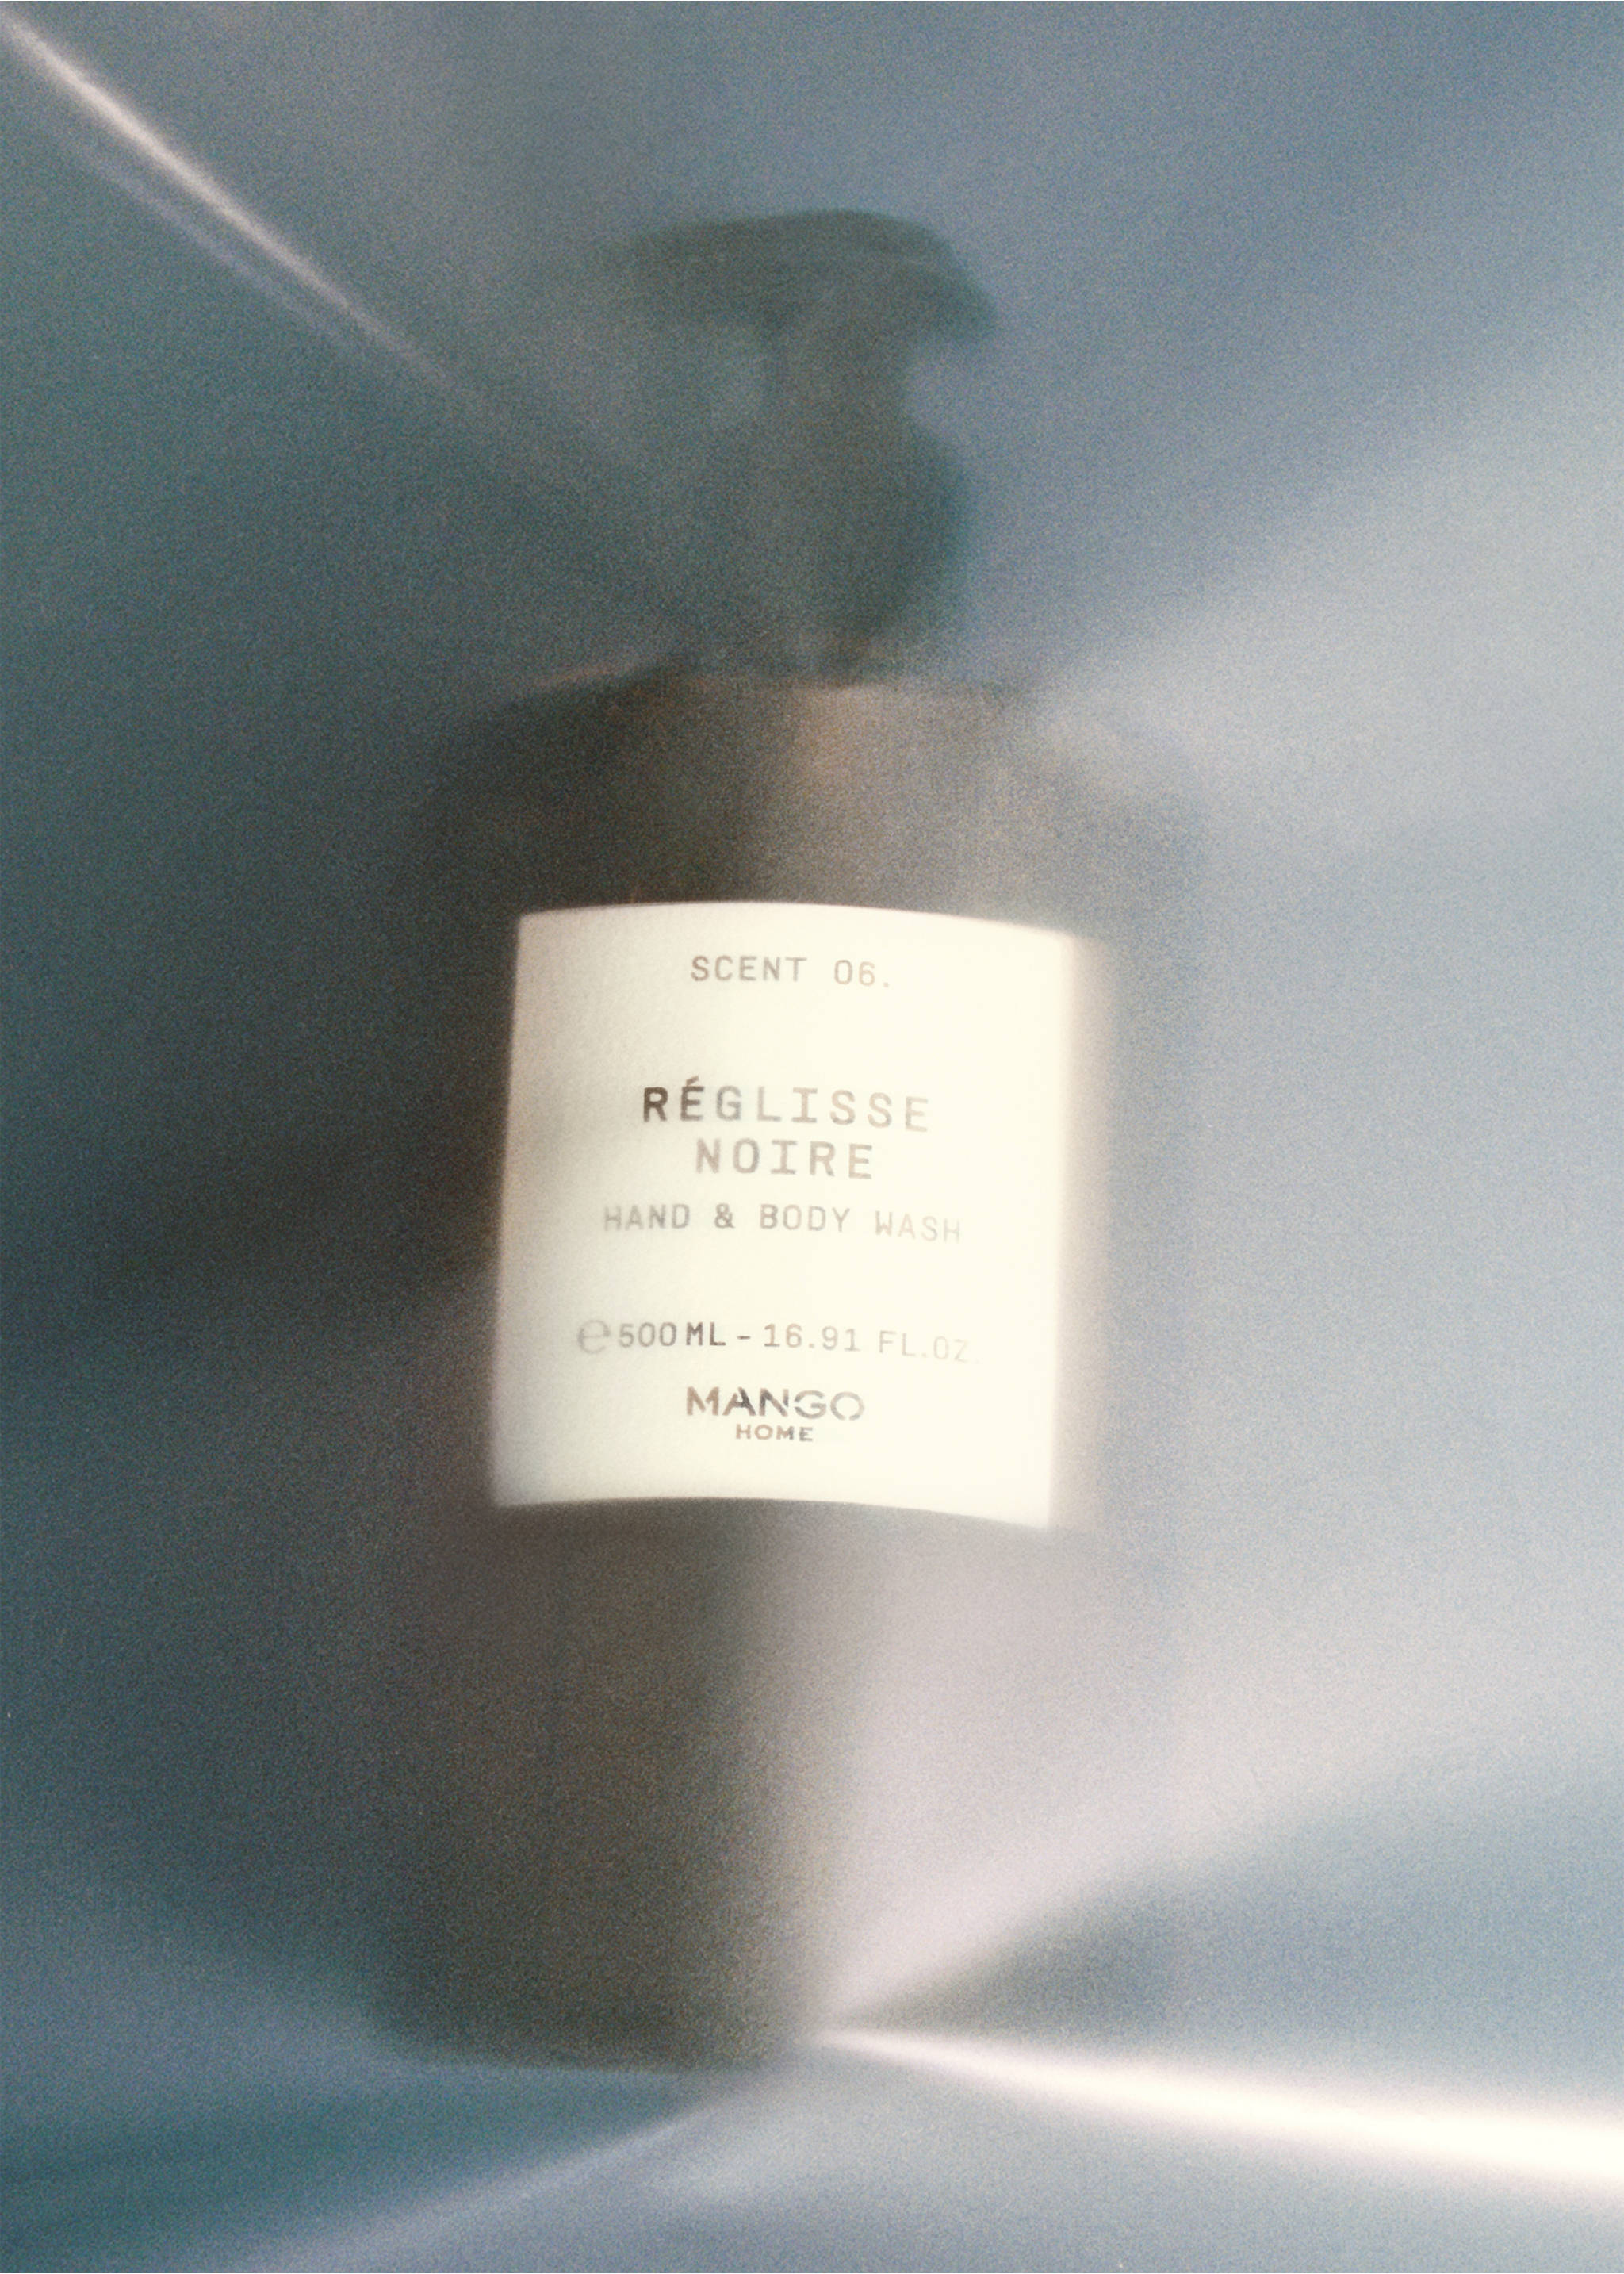 SCENT 06.
RÉGLISSE
NOIRE
HAND & BODY WASH
℮500ML-16.91 FL.OZ
MANGO
HOME